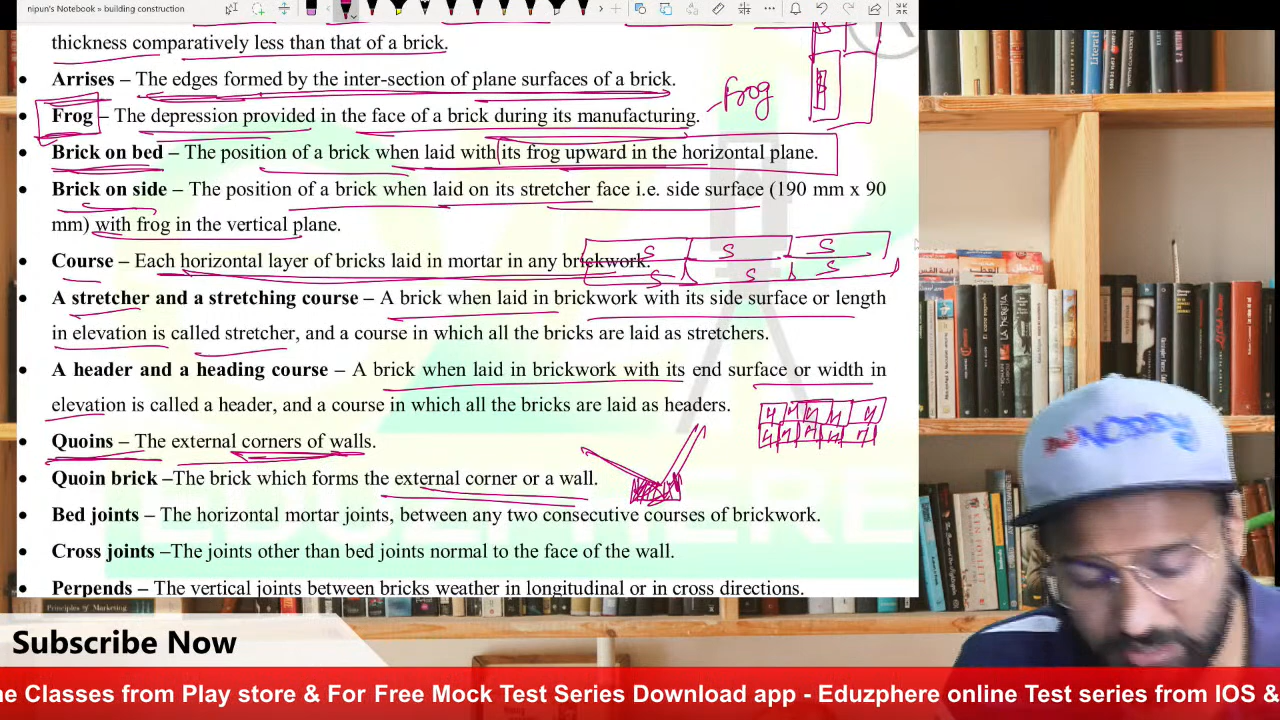 nipun's Notebook » building construction
thickness comparatively less than that of a brick.
• Arrises – The edges formed by the inter-section of plane surfaces of a brick.
Frog
• Frog – The depression provided in the face of a brick during its manufacturing.
• Brick on bed – The position of a brick when laid with its frog upward in the horizontal plane.
• Brick on side – The position of a brick when laid on its stretcher face i.e. side surface (190 mm x 90
mm) with frog in the vertical plane.
S S S
• Course – Each horizontal layer of bricks laid in mortar in any brickwork.
S S S
• A stretcher and a stretching course – A brick when laid in brickwork with its side surface or length
in elevation is called stretcher, and a course in which all the bricks are laid as stretchers.
• A header and a heading course – A brick when laid in brickwork with its end surface or width in
elevation is called a header, and a course in which all the bricks are laid as headers.
• Quoins – The external corners of walls.
• Quoin brick –The brick which forms the external corner or a wall.
• Bed joints – The horizontal mortar joints, between any two consecutive courses of brickwork.
• Cross joints –The joints other than bed joints normal to the face of the wall.
• Perpends – The vertical joints between bricks weather in longitudinal or in cross directions.
Principles of Marketing
Subscribe Now
ne Classes from Play store & For Free Mock Test Series Download app - Eduzphere online Test series from IOS &